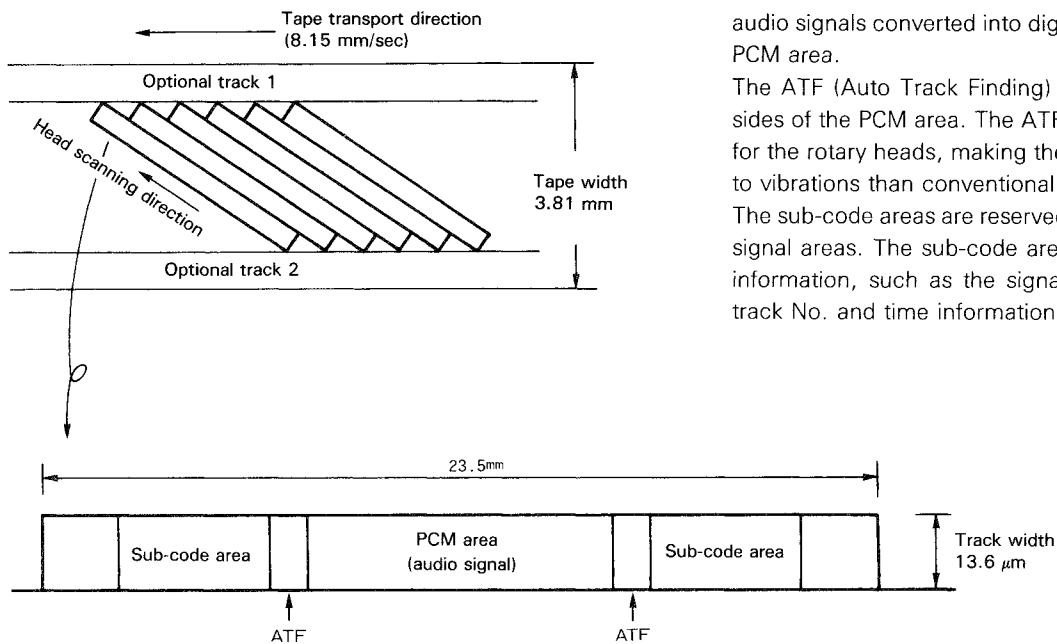 Tape transport direction
(8.15 mm/sec)
Optional track 1
Head scanning direction
Tape width
3.81 mm
Optional track 2
audio signals converted into dig
PCM area.
The ATF (Auto Track Finding)
sides of the PCM area. The ATF
for the rotary heads, making the
to vibrations than conventional
The sub-code areas are reserved
signal areas. The sub-code are
information, such as the signa
track No. and time information
23.5mm
Sub-code area
PCM area
(audio signal)
Sub-code area
Track width
13.6 μm
ATF
ATF